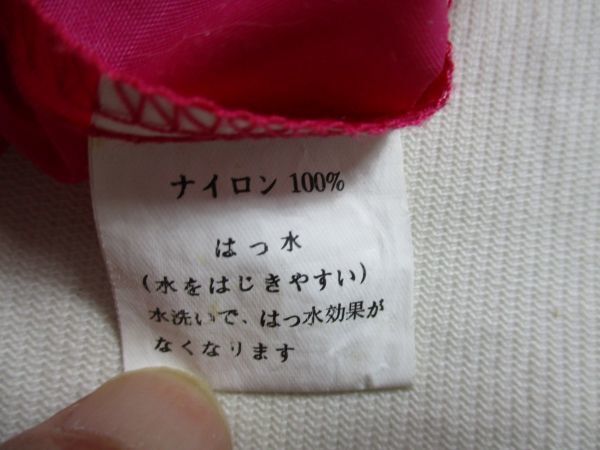 ナイロン 100%
はっ水
(水をはじきやすい)
水洗いで、はっ水効果が
なくなります